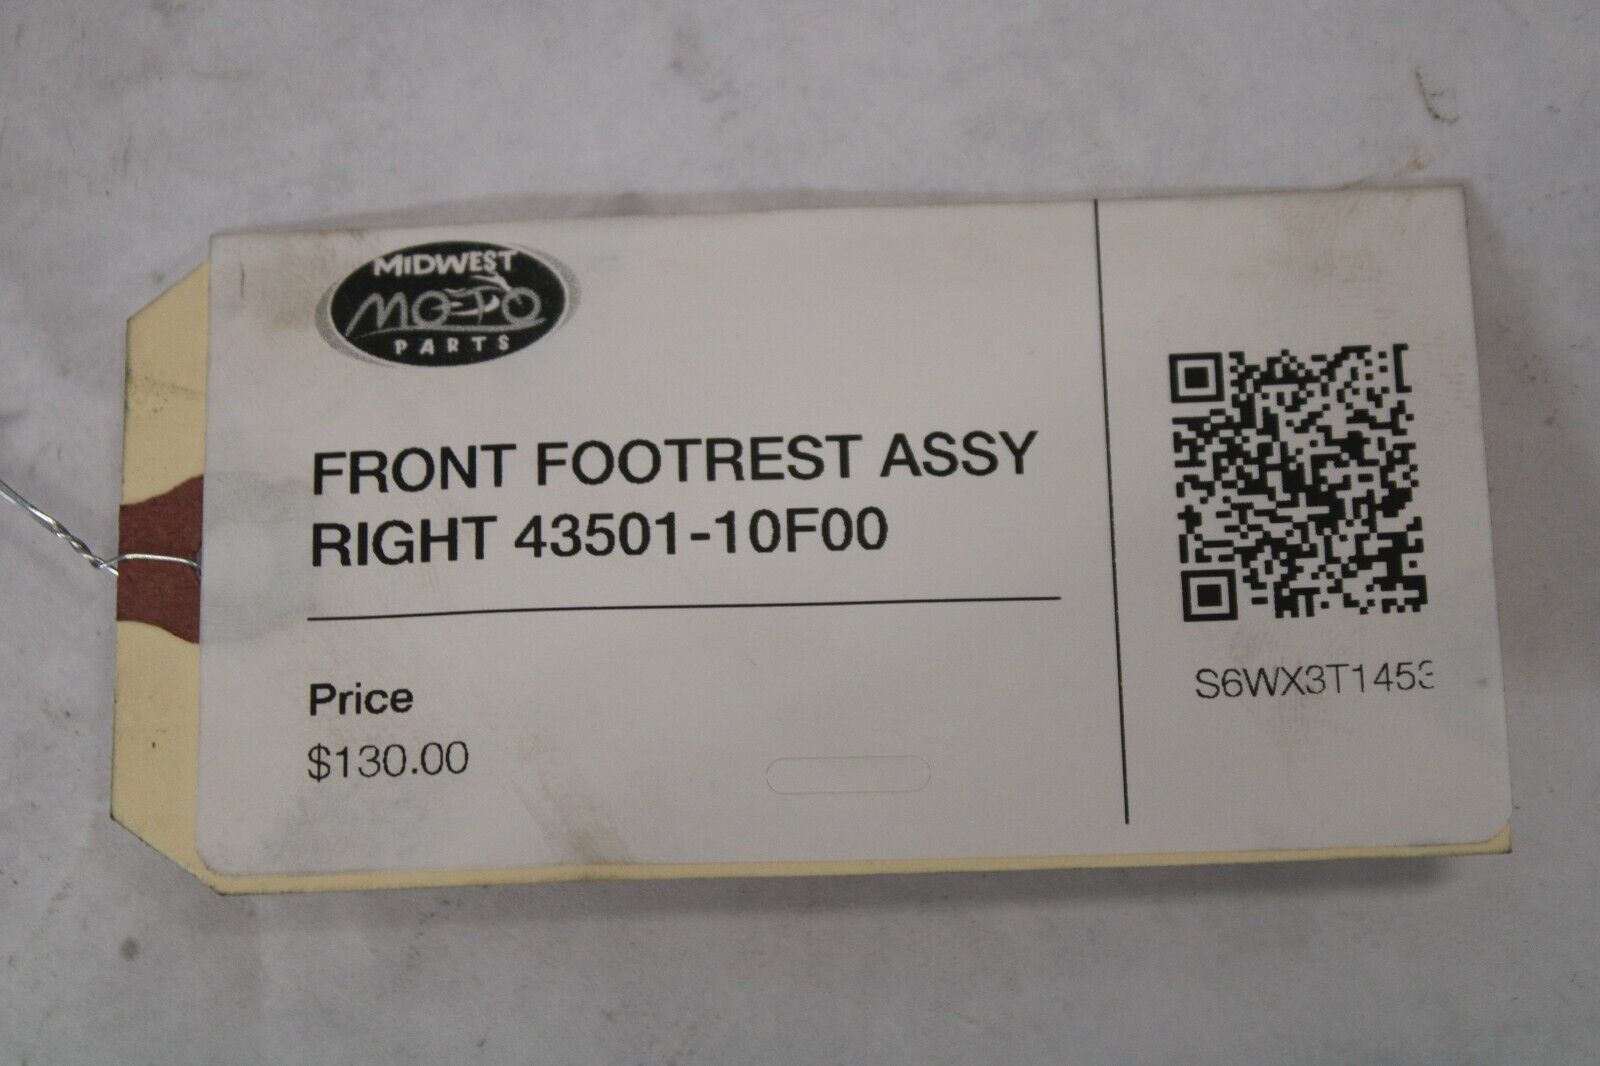 MIDWEST
MOTO
PARTS
FRONT FOOTREST ASSY
RIGHT 43501-10F00
Price
$130.00
S6WX3T1453